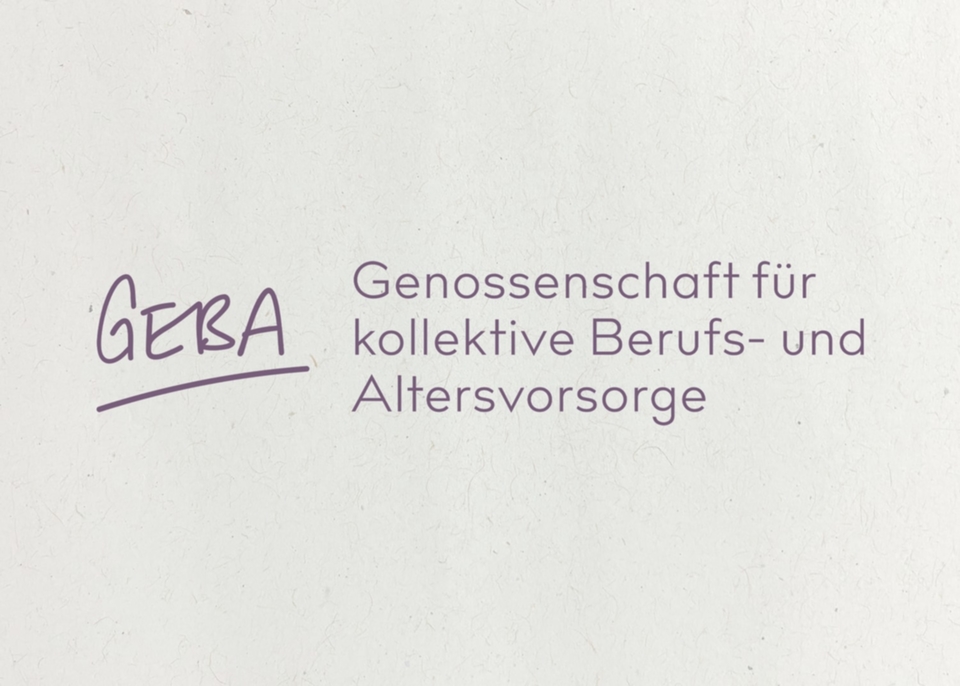 GEBA
Genossenschaft für
kollektive Berufs- und
Altersvorsorge